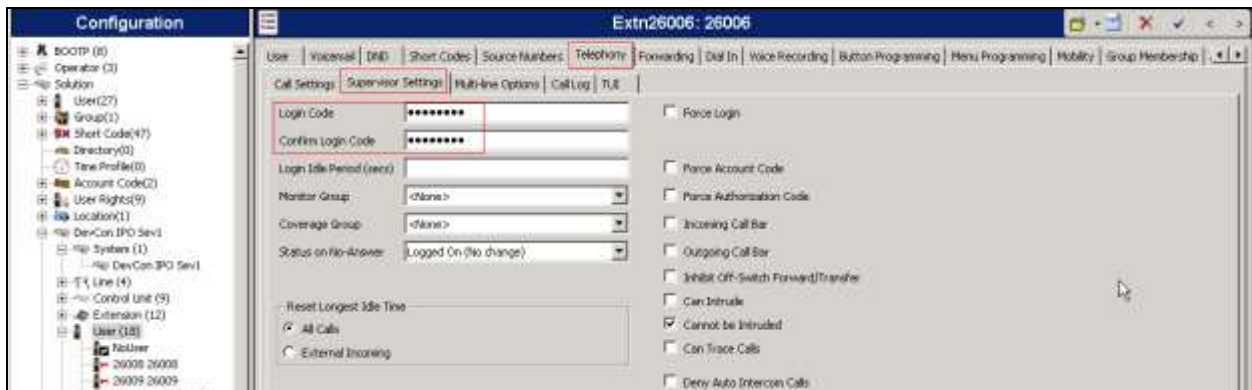 Configuration
Extn26006: 26006
BOOTP (8)
Operator (3)
Solution
User(27)
Group(1)
Short Code(47)
Directory(0)
Time Profile(0)
Account Code(2)
User Rights(9)
Location(1)
DevCon IPO Sev1
System (1)
DevCon IPO Sev1
Line (4)
Control Unit (9)
Extension (12)
User (18)
NoUser
26008 26008
26009 26009
User Voicemail DND Short Codes Source Numbers Telephony Forwarding Dial In Voice Recording Button Programming Menu Programming Mobility Group Membership
Call Settings Supervisor Settings Multi-line Options Call Log TUI
Login Code
Force Login
Confirm Login Code
Login Idle Period (secs)
Force Account Code
Monitor Group <None>
Force Authorization Code
Coverage Group <None>
Incoming Call Bar
Status on No-Answer Logged On (No change)
Outgoing Call Bar
Inhibit Off-Switch Forward/Transfer
Reset Longest Idle Time
Can Intrude
All Calls
Cannot be Intruded
External Incoming
Can Trace Calls
Deny Auto Intercom Calls